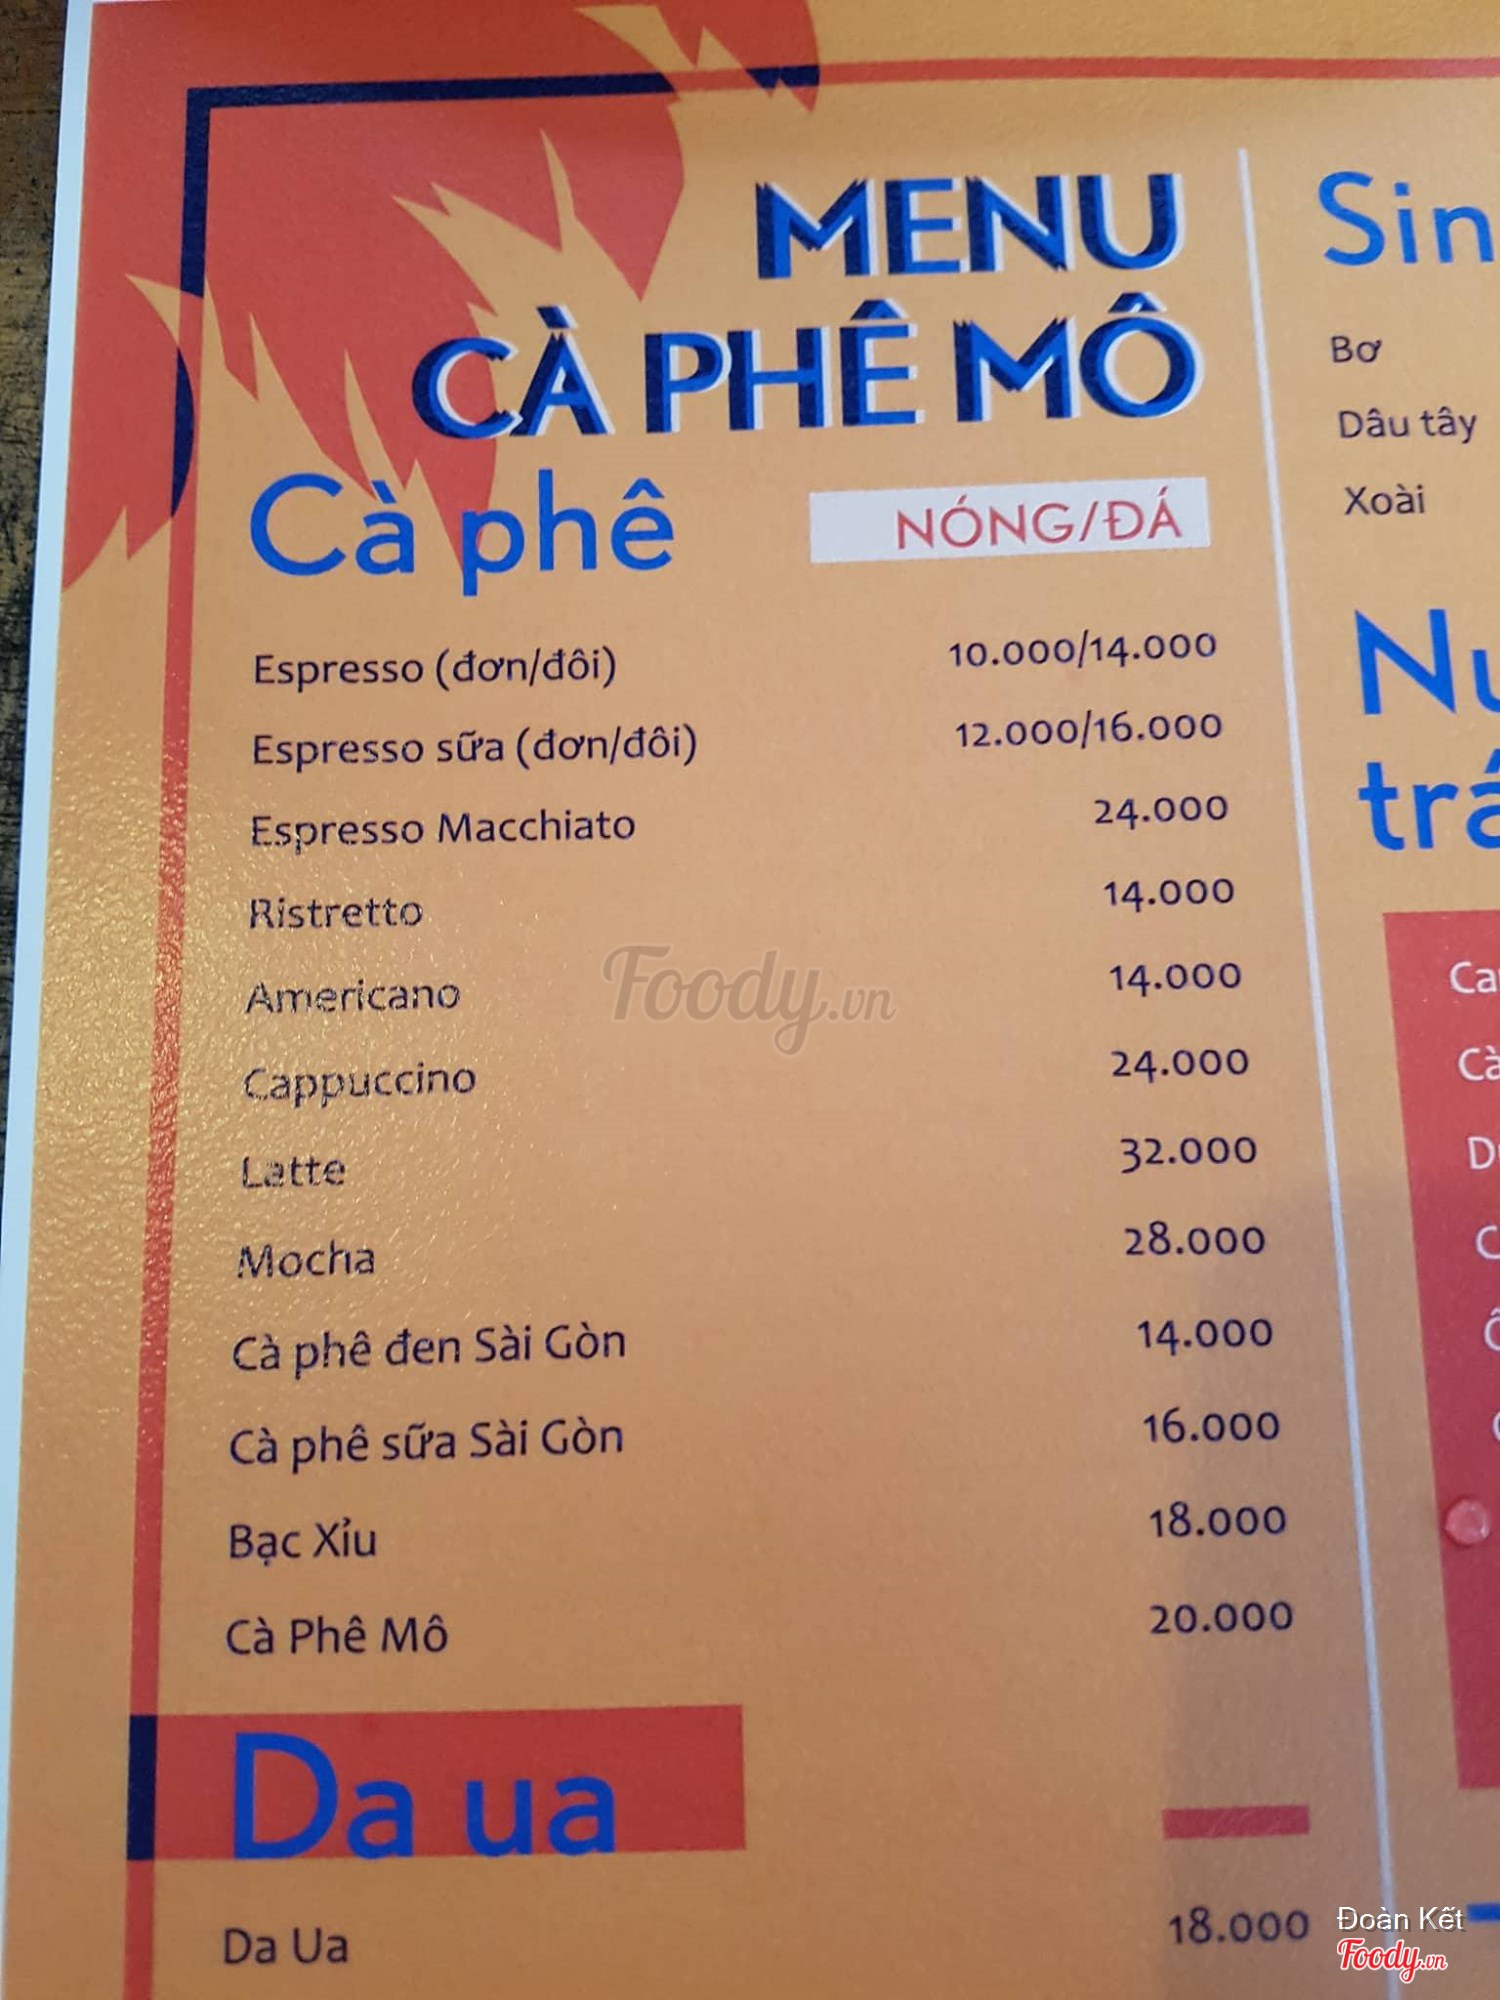 MENU
CÀ PHÊ MÔ
Cà phê
NÓNG/ĐÁ
Espresso (đơn/đôi) 10.000/14.000
Espresso sữa (đơn/đôi) 12.000/16.000
Espresso Macchiato 24.000
Ristretto 14.000
Americano 14.000
Cappuccino 24.000
Latte 32.000
Mocha 28.000
Cà phê đen Sài Gòn 14.000
Cà phê sữa Sài Gòn 16.000
Bạc Xỉu 18.000
Cà Phê Mô 20.000
Da ua
Da Ua 18.000
Bơ
Dâu tây
Xoài
Foody.vn
Đoàn Kết
Foody.vn